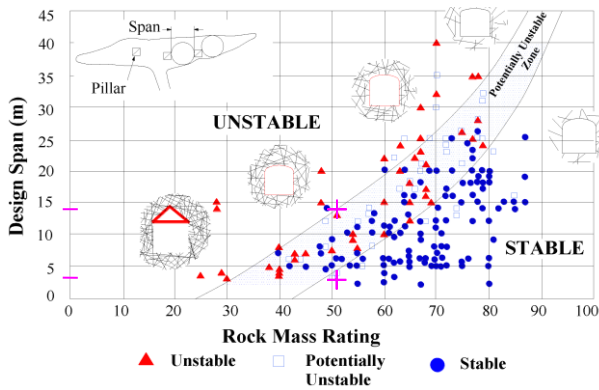 Span
Pillar
UNSTABLE
Potentially Unstable
Zone
STABLE
Design Span (m)
45
40
35
30
25
20
15
10
5
0
0 10 20 30 40 50 60 70 80 90 100
Rock Mass Rating
Unstable
Potentially
Unstable
Stable